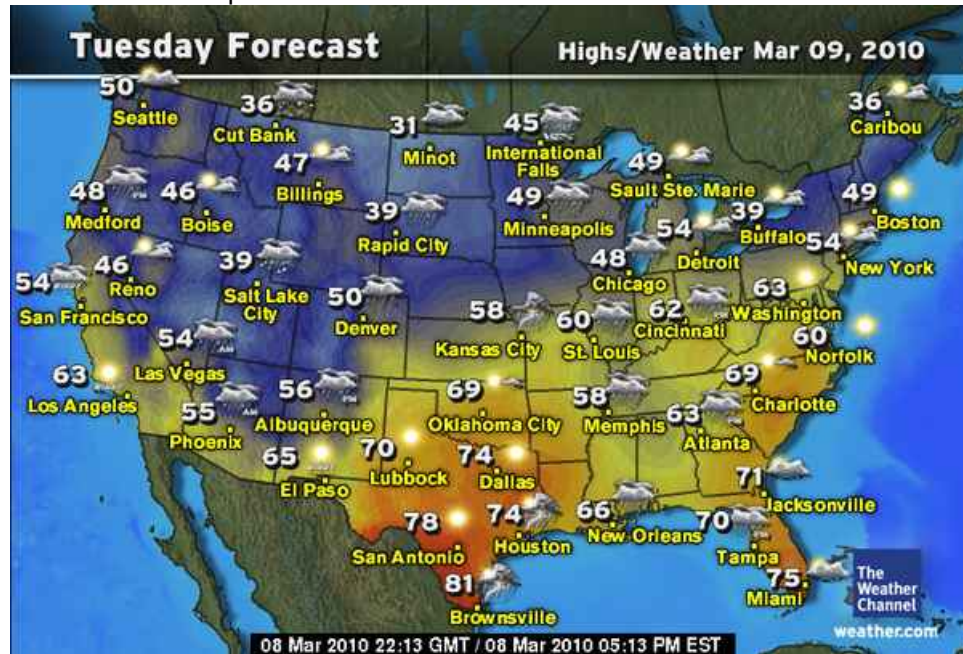 Tuesday Forecast
Highs/Weather Mar 09, 2010
50
Seattle
36
Cut Bank
31
Minot
45
International
Falls
36
Caribou
47
Billings
49
Sault Ste. Marie
48
Medford
46
Boise
39
Rapid City
49
Minneapolis
54
Detroit
39
Buffalo
49
Boston
54
New York
54
San Francisco
46
Reno
39
Salt Lake
City
50
Denver
48
Chicago
58
Kansas City
60
St. Louis
62
Cincinnati
63
Washington
60
Norfolk
54
AM
Las Vegas
63
Los Angeles
55
AM
Phoenix
56
PM
Albuquerque
69
Oklahoma City
58
Memphis
63
PM
Atlanta
69
Charlotte
65
El Paso
70
Lubbock
74
Dallas
71
Jacksonville
78
San Antonio
74
Houston
66
New Orleans
70
PM
Tampa
81
Brownsville
75
Miami
The
Weather
Channel
weather.com
08 Mar 2010 22:13 GMT / 08 Mar 2010 05:13 PM EST